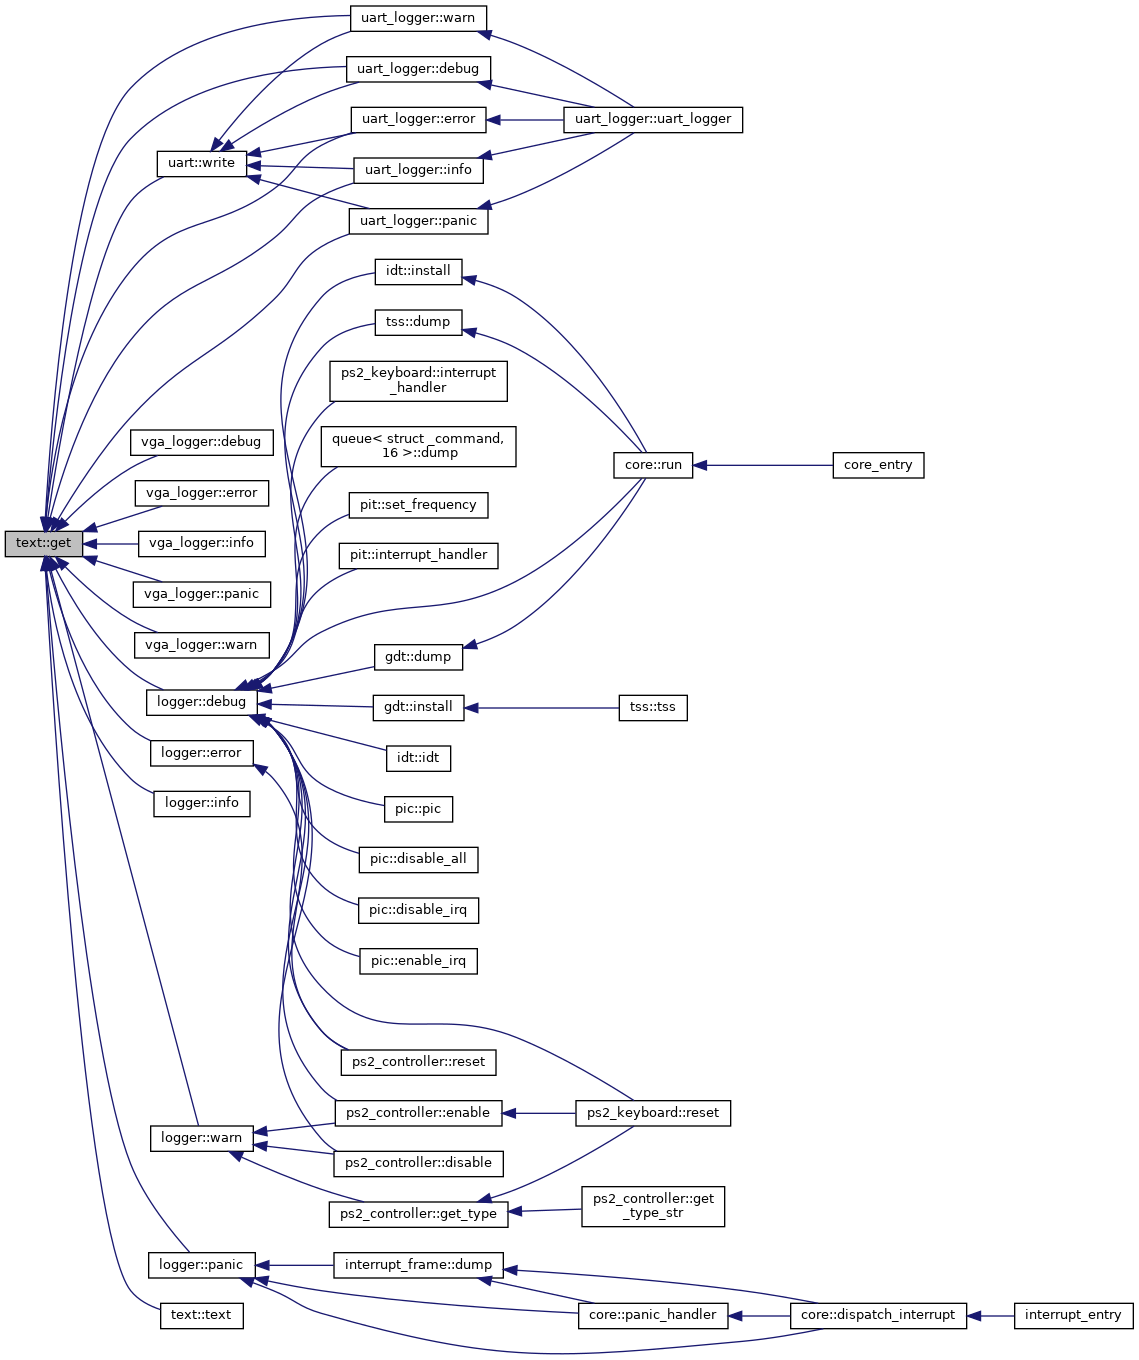 uart_logger::warn
uart_logger::debug
uart_logger::error
uart_logger::uart_logger
uart::write
uart_logger::info
uart_logger::panic
idt::install
tss::dump
ps2_keyboard::interrupt
_handler
queue< struct _command,
16 >::dump
vga_logger::debug
core::run
core_entry
vga_logger::error
pit::set_frequency
text::get
vga_logger::info
pit::interrupt_handler
vga_logger::panic
vga_logger::warn
gdt::dump
logger::debug
gdt::install
tss::tss
logger::error
idt::idt
logger::info
pic::pic
pic::disable_all
pic::disable_irq
pic::enable_irq
ps2_controller::reset
ps2_controller::enable
ps2_keyboard::reset
logger::warn
ps2_controller::disable
ps2_controller::get_type
ps2_controller::get
_type_str
logger::panic
interrupt_frame::dump
text::text
core::panic_handler
core::dispatch_interrupt
interrupt_entry